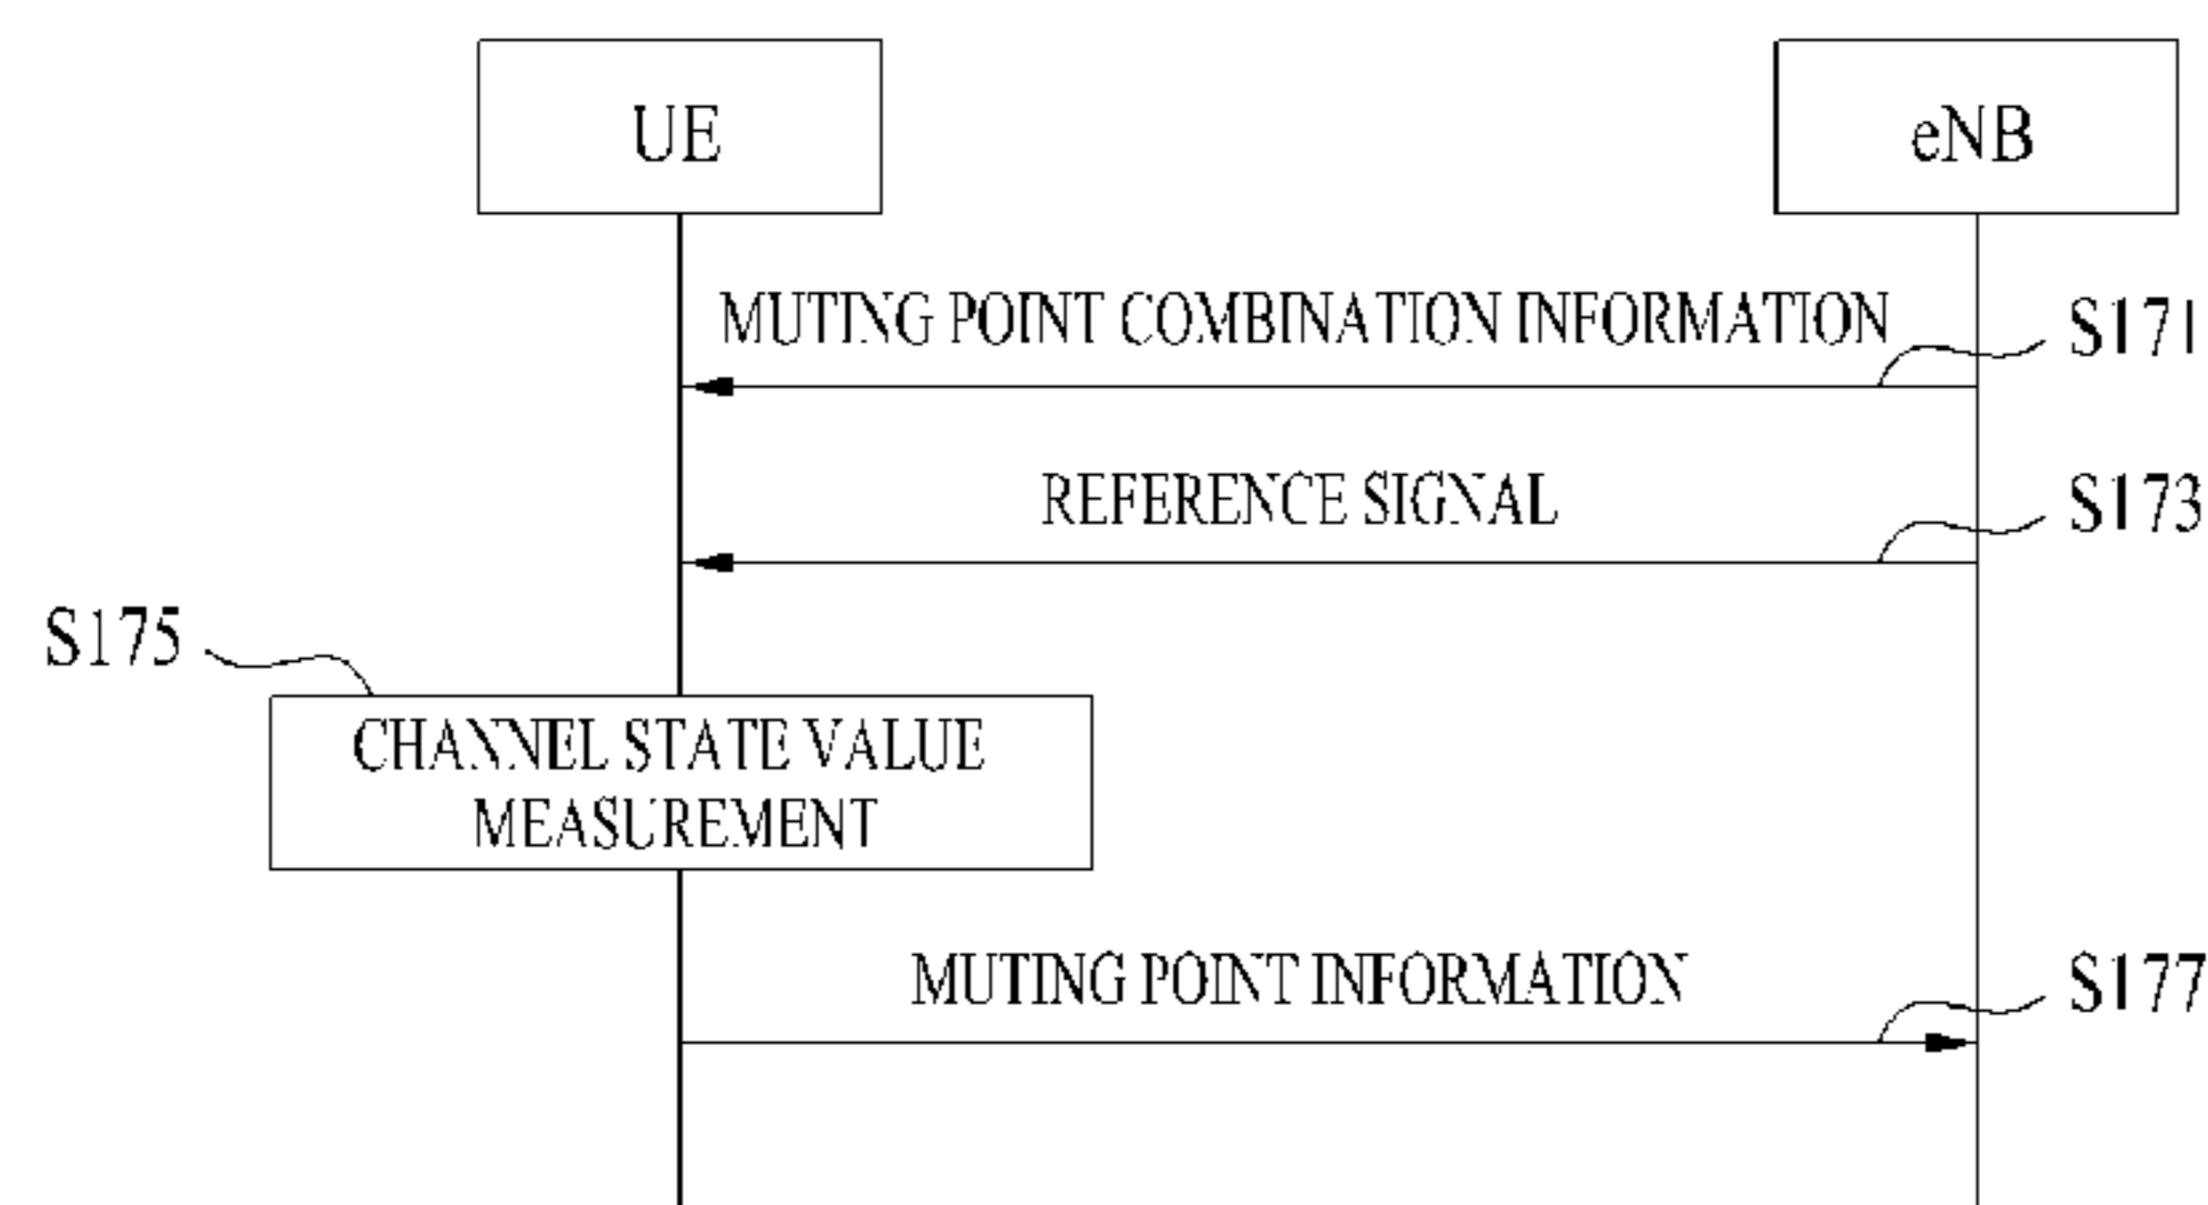 UE
eNB
MUTING POINT COMBINATION INFORMATION
S171
REFERENCE SIGNAL
S173
S175
CHANNEL STATE VALUE
MEASUREMENT
MUTING POINT INFORMATION
S177